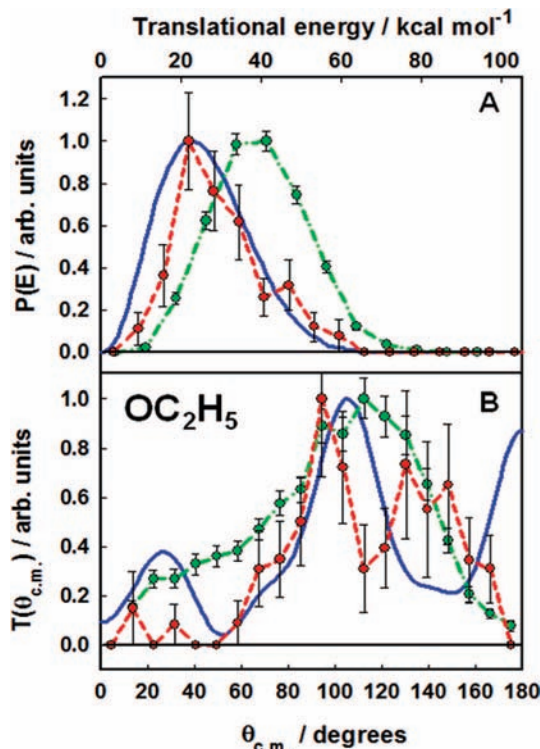 Translational energy / kcal mol⁻¹
0 20 40 60 80 100
A
P(E) / arb. units
1.2
1.0
0.8
0.6
0.4
0.2
0.0
OC₂H₅
B
T(θc.m.) / arb. units
1.0
0.8
0.6
0.4
0.2
0.0
0 20 40 60 80 100 120 140 160 180
θc.m. / degrees